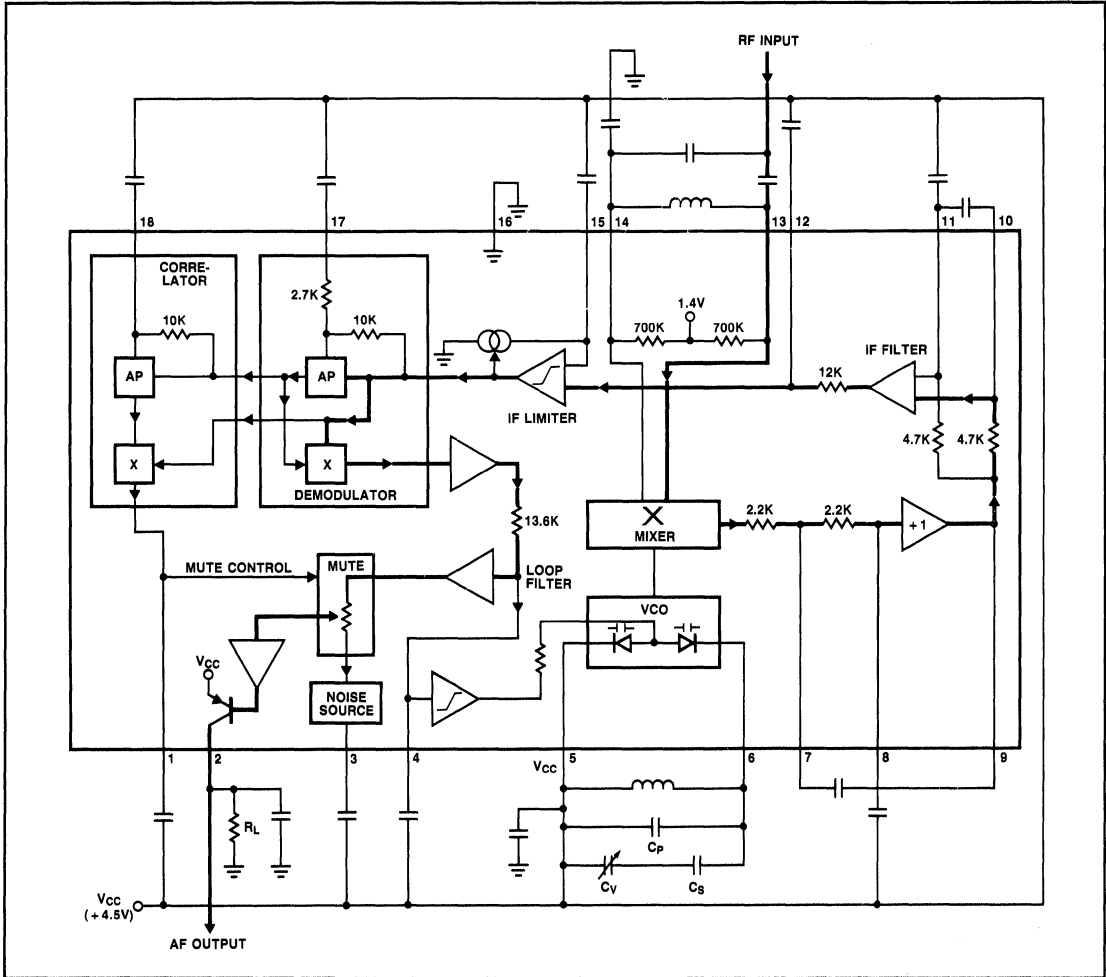 RF INPUT
18
17
16
15
14
13
12
11
10
CORRE-
LATOR
2.7K
10K
10K
1.4V
700K
700K
IF FILTER
AP
AP
12K
IF LIMITER
4.7K
4.7K
X
X
DEMODULATOR
13.6K
X
MIXER
2.2K
2.2K
+1
MUTE CONTROL
MUTE
LOOP
FILTER
VCO
VCC
NOISE
SOURCE
1
2
3
4
VCC
5
6
7
8
9
RL
CP
CV
CS
VCC
(+4.5V)
AF OUTPUT